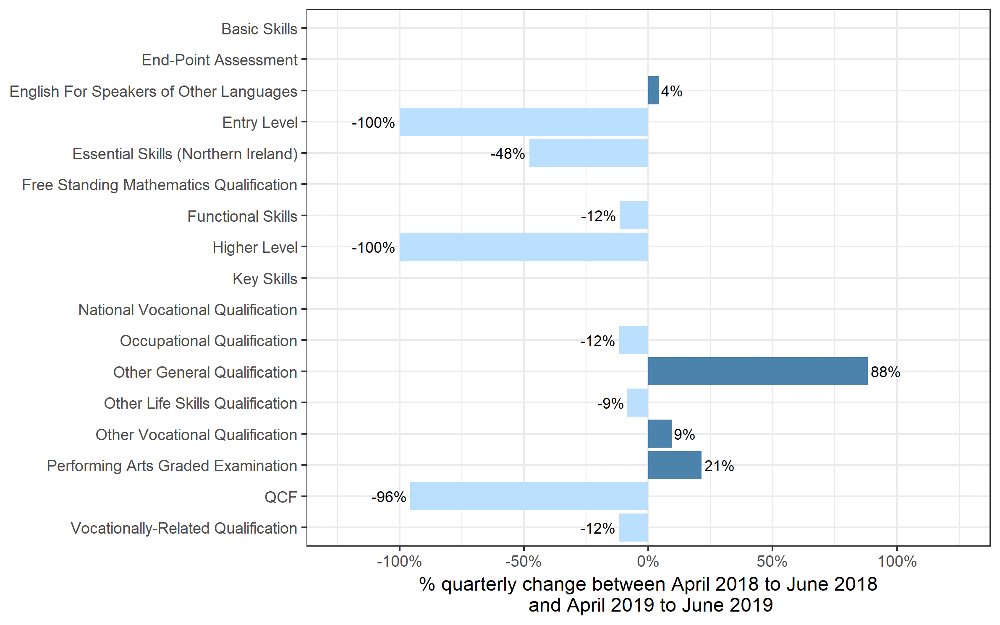 Basic Skills
End-Point Assessment
English For Speakers of Other Languages
4%
Entry Level
-100%
Essential Skills (Northern Ireland)
-48%
Free Standing Mathematics Qualification
Functional Skills
-12%
Higher Level
-100%
Key Skills
National Vocational Qualification
Occupational Qualification
-12%
Other General Qualification
88%
Other Life Skills Qualification
-9%
Other Vocational Qualification
9%
Performing Arts Graded Examination
21%
QCF
-96%
Vocationally-Related Qualification
-12%
-100%
-50%
0%
50%
100%
% quarterly change between April 2018 to June 2018
and April 2019 to June 2019